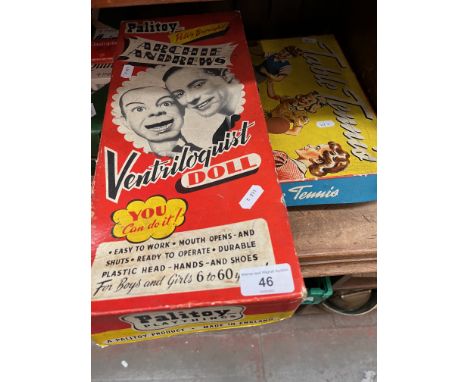 Palitoy
ARCHIE
ANDREWS
Ventriloquist
DOLL
YOU
Can do it!
• EASY TO WORK • MOUTH OPENS - AND
SHUTS • READY TO OPERATE • DURABLE
PLASTIC HEAD - HANDS - AND SHOES
For Boys and Girls 6 to 60
46
Palitoy
PLAYTHINGS
A PALITOY PRODUCT • MADE IN ENGLAND
Table Tennis
Tennis